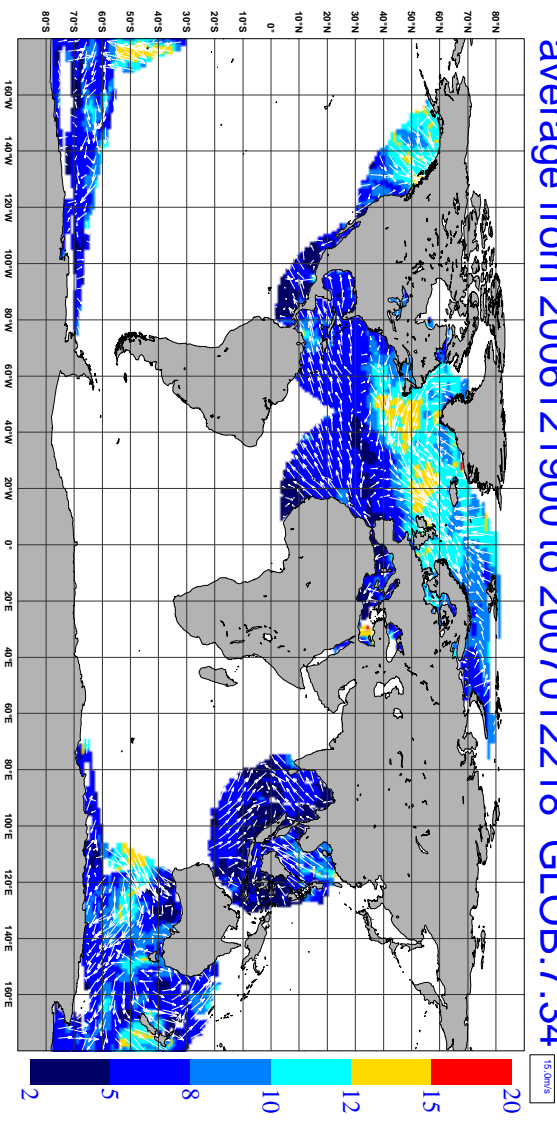 average from 2006121900 to 2007012218 GLOB:7.34
15.0m/s
80°N
70°N
60°N
50°N
40°N
30°N
20°N
10°N
0°
10°S
20°S
30°S
40°S
50°S
60°S
70°S
80°S
160°W 140°W 120°W 100°W 80°W 60°W 40°W 20°W 0° 20°E 40°E 60°E 80°E 100°E 120°E 140°E 160°E
20
15
12
10
8
5
2